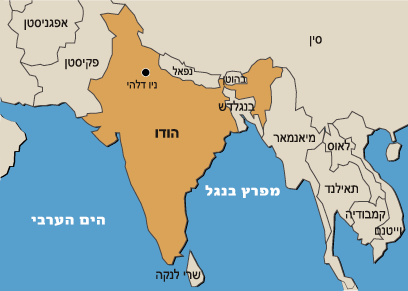 אפגניסטן
סין
פקיסטן
נפאל
בהוטן
ניו דלהי
בנגלדש
הודו
מיאנמאר
לאוס
מפרץ בנגל
תאילנד
הים הערבי
קמבודיה
וייטנם
שרי לנקה